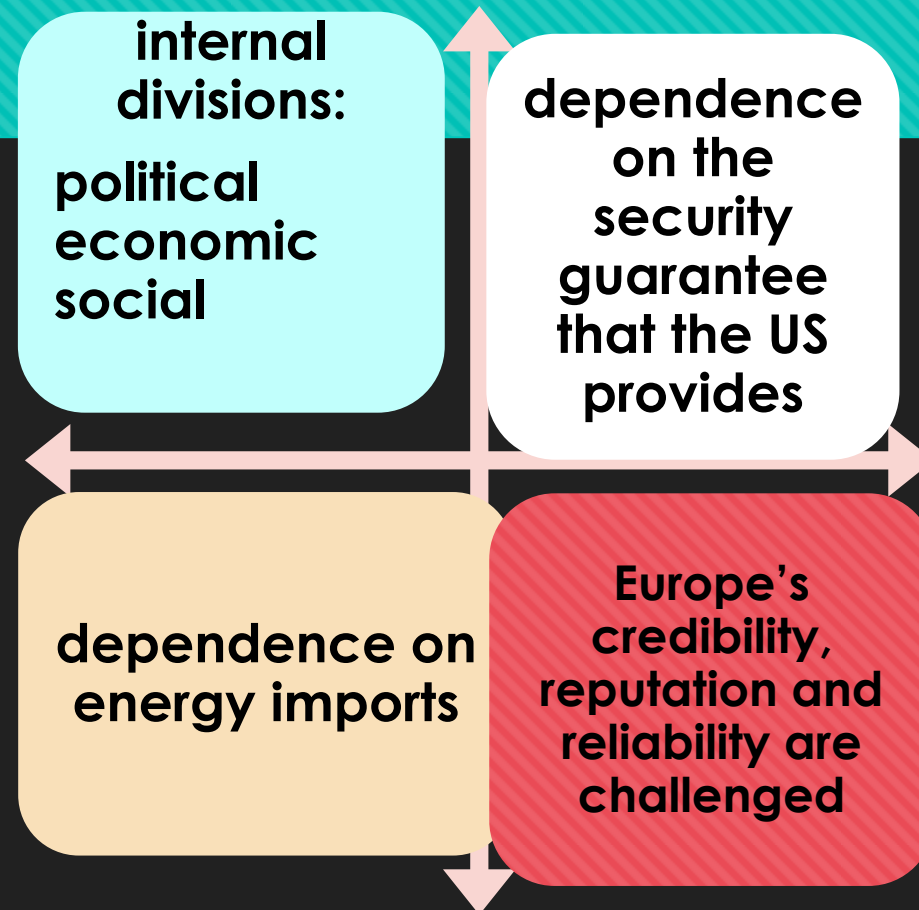 internal
divisions:
political
economic
social
dependence
on the
security
guarantee
that the US
provides
dependence on
energy imports
Europe’s
credibility,
reputation and
reliability are
challenged